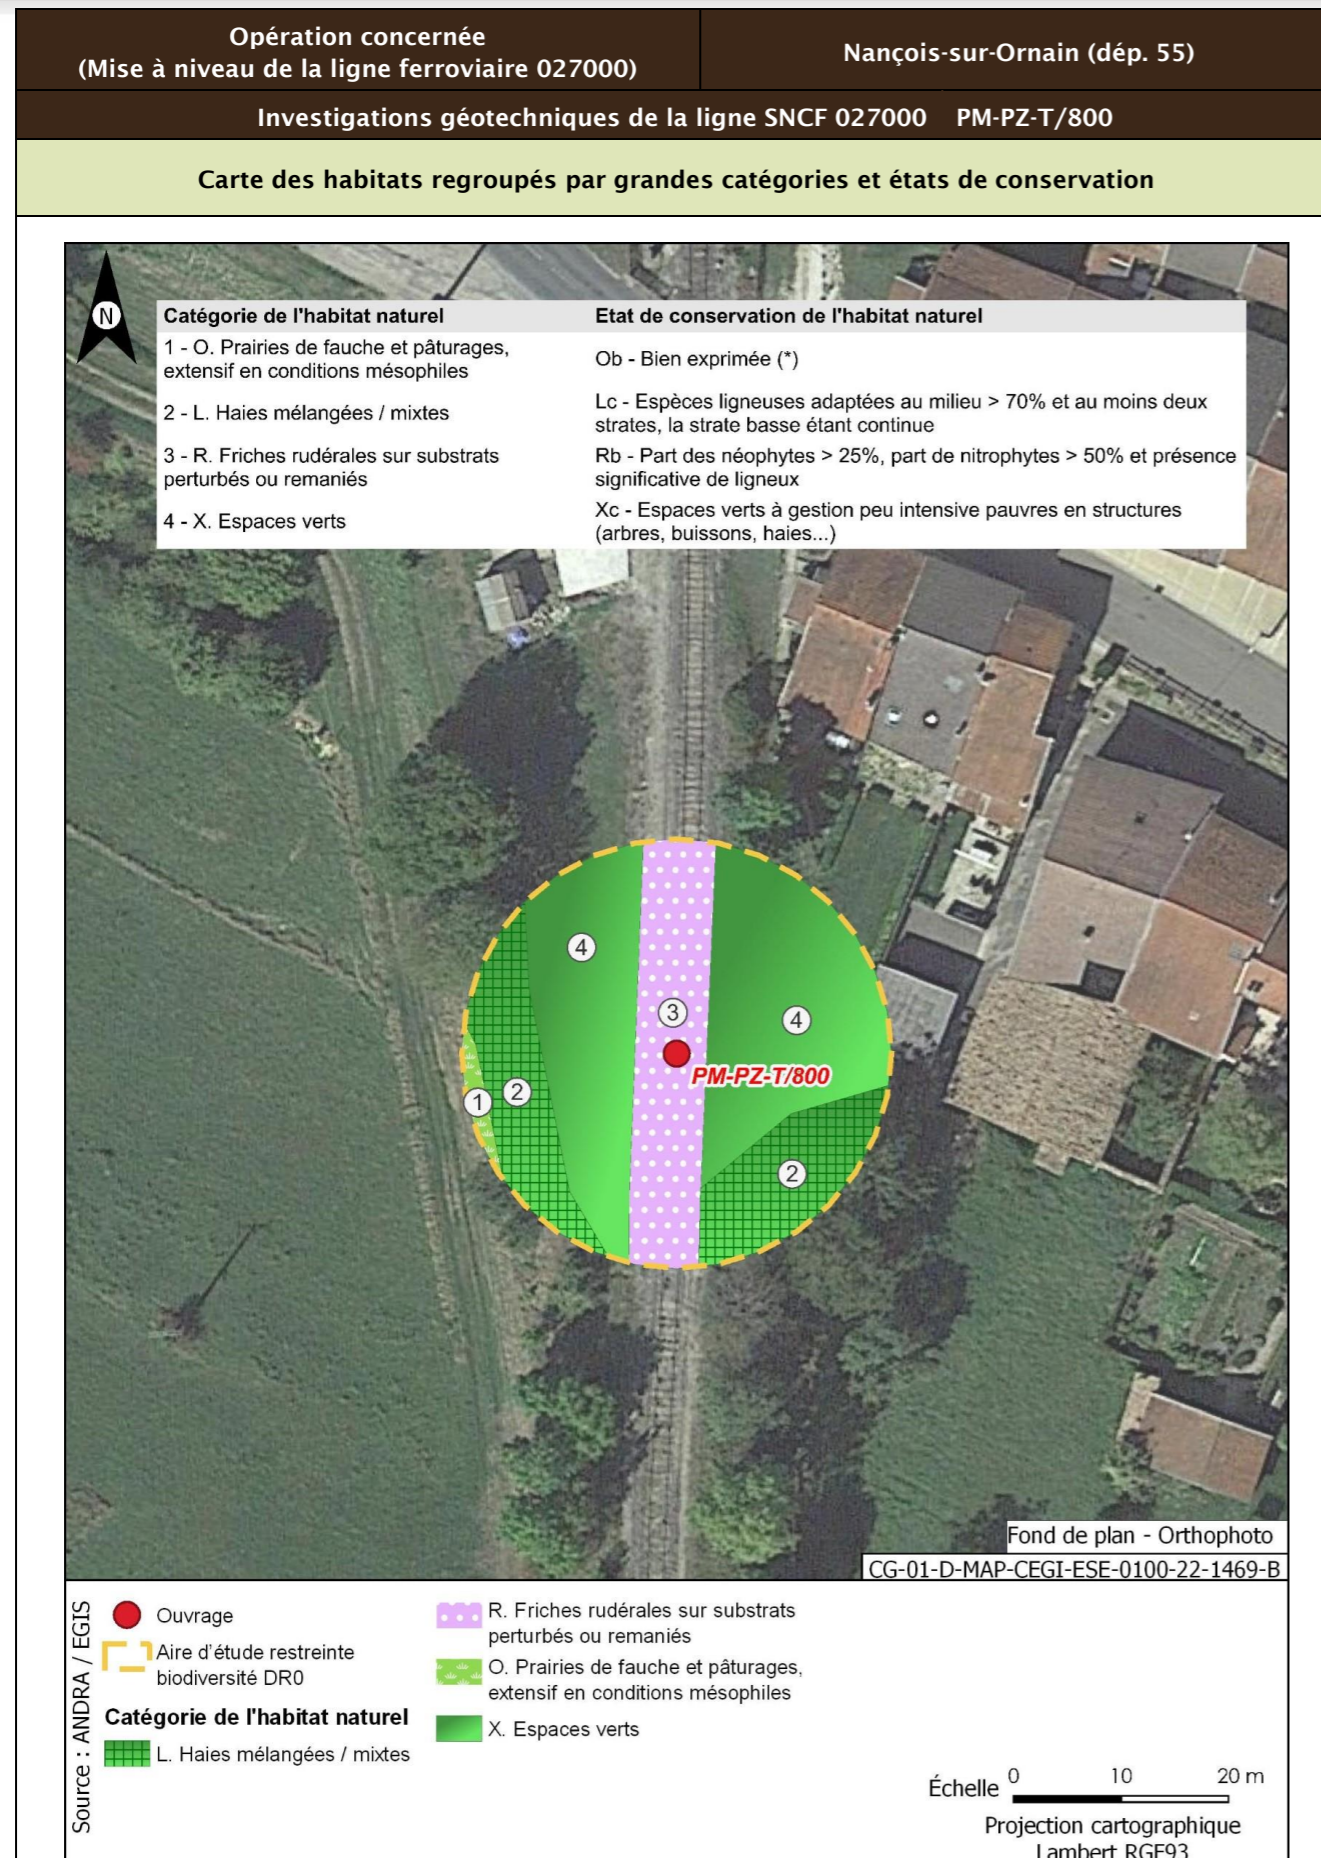 Opération concernée
(Mise à niveau de la ligne ferroviaire 027000)
Nançois-sur-Ornain (dép. 55)
Investigations géotechniques de la ligne SNCF 027000 PM-PZ-T/800
Carte des habitats regroupés par grandes catégories et états de conservation
N
Catégorie de l'habitat naturel
Etat de conservation de l'habitat naturel
1 - O. Prairies de fauche et pâturages,
extensif en conditions mésophiles
Ob - Bien exprimée (*)
2 - L. Haies mélangées / mixtes
Lc - Espèces ligneuses adaptées au milieu > 70% et au moins deux
strates, la strate basse étant continue
3 - R. Friches rudérales sur substrats
perturbés ou remaniés
Rb - Part des néophytes > 25%, part de nitrophytes > 50% et présence
significative de ligneux
4 - X. Espaces verts
Xc - Espaces verts à gestion peu intensive pauvres en structures
(arbres, buissons, haies...)
4
3
4
PM-PZ-T/800
1
2
2
Fond de plan - Orthophoto
CG-01-D-MAP-CEGI-ESE-0100-22-1469-B
Source : ANDRA / EGIS
Ouvrage
Aire d'étude restreinte
biodiversité DR0
Catégorie de l'habitat naturel
L. Haies mélangées / mixtes
R. Friches rudérales sur substrats
perturbés ou remaniés
O. Prairies de fauche et pâturages,
extensif en conditions mésophiles
X. Espaces verts
Échelle 0 10 20 m
Projection cartographique
Lambert RGF93